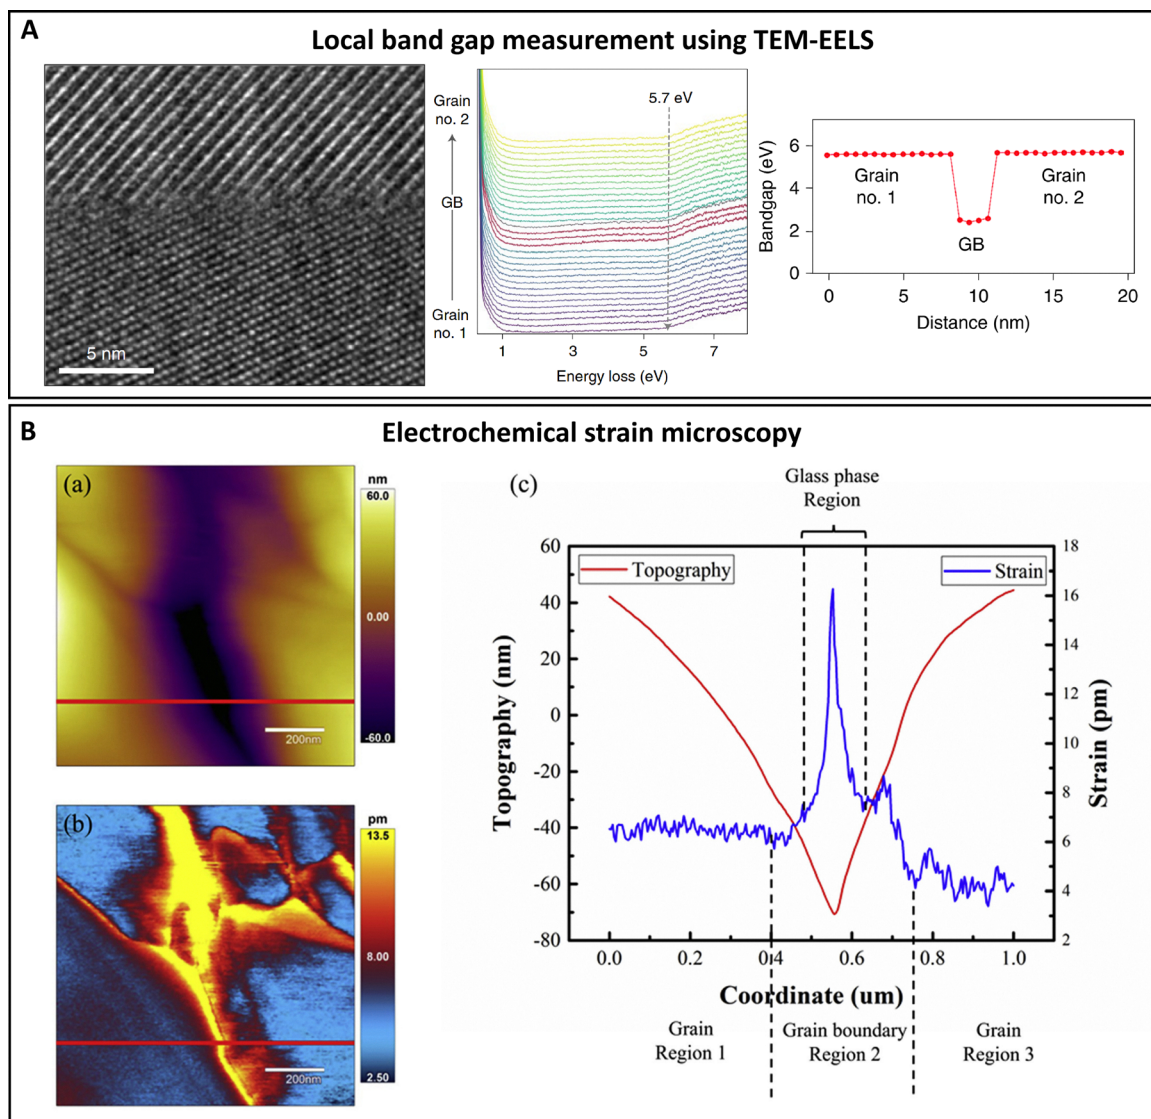 A
Local band gap measurement using TEM-EELS
5 nm
Grain
no. 2
GB
Grain
no. 1
5.7 eV
1
3
5
7
Energy loss (eV)
Bandgap (eV)
6
4
2
0
Grain
no. 1
GB
Grain
no. 2
0
5
10
15
20
Distance (nm)
B
Electrochemical strain microscopy
(a)
200nm
nm
60.0
0.00
-60.0
(b)
200nm
pm
13.5
8.00
2.50
(c)
Glass phase
Region
Topography
Strain
Topography (nm)
60
40
20
0
-20
-40
-60
-80
18
16
14
12
10
8
6
4
2
Strain (pm)
0.0
0.2
0.4
0.6
0.8
1.0
Coordinate (um)
Grain
Region 1
Grain boundary
Region 2
Grain
Region 3